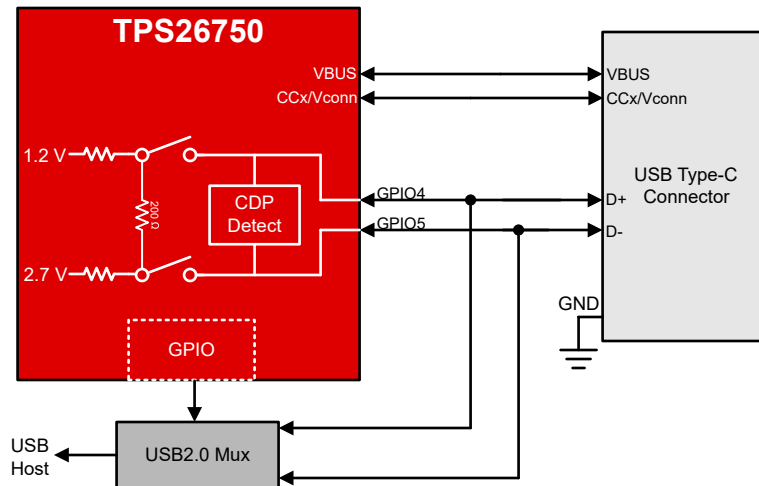 TPS26750
VBUS
CCx/Vconn
1.2 V
200 Ω
2.7 V
CDP
Detect
GPIO4
GPIO5
GPIO
VBUS
CCx/Vconn
USB Type-C
Connector
D+
D-
GND
USB
Host
USB2.0 Mux